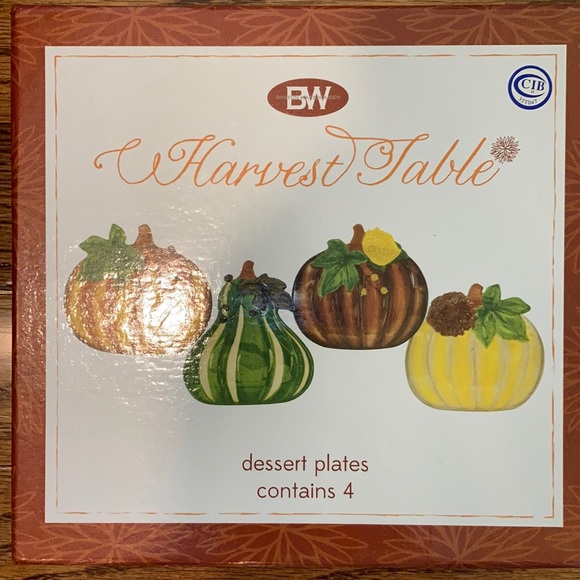 BW
CIB
Harvest Table
dessert plates
contains 4